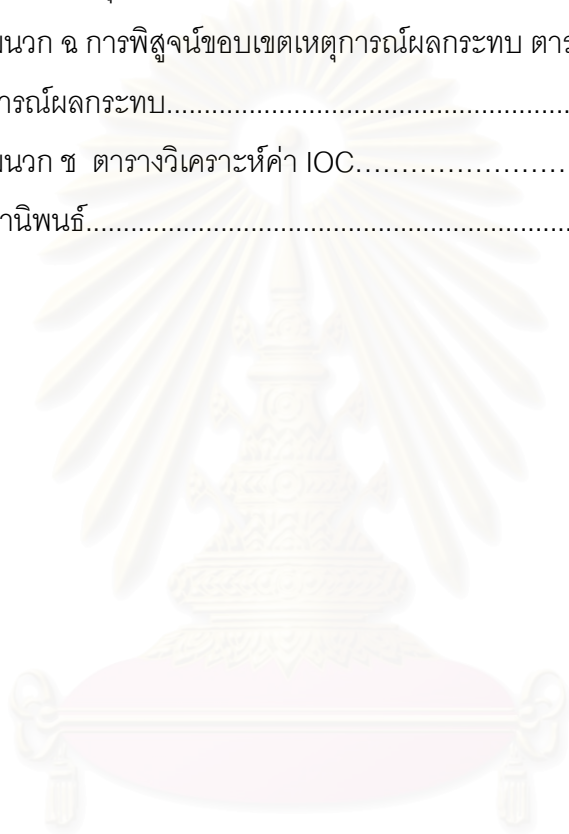 ผนวก ฉ การพิสูจน์ขอบเขตเหตุการณ์ผลกระทบ ตาร
ารณ์ผลกระทบ......................................................
ผนวก ช ตารางวิเคราะห์ค่า IOC……………………
านิพนธ์................................................................